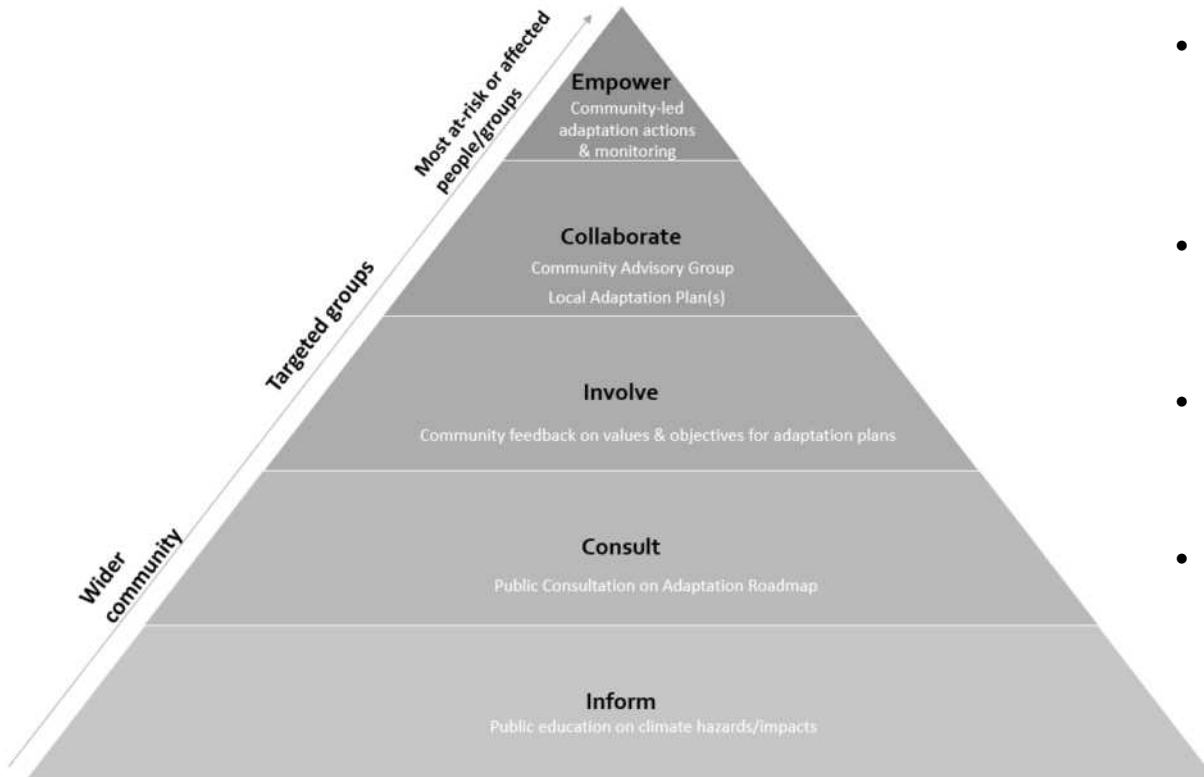 Most at-risk or affected
people/groups
Empower
Community-led
adaptation actions
& monitoring
Collaborate
Community Advisory Group
Local Adaptation Plan(s)
Targeted groups
Involve
Community feedback on values & objectives for adaptation plans
Wider
community
Consult
Public Consultation on Adaptation Roadmap
Inform
Public education on climate hazards/impacts